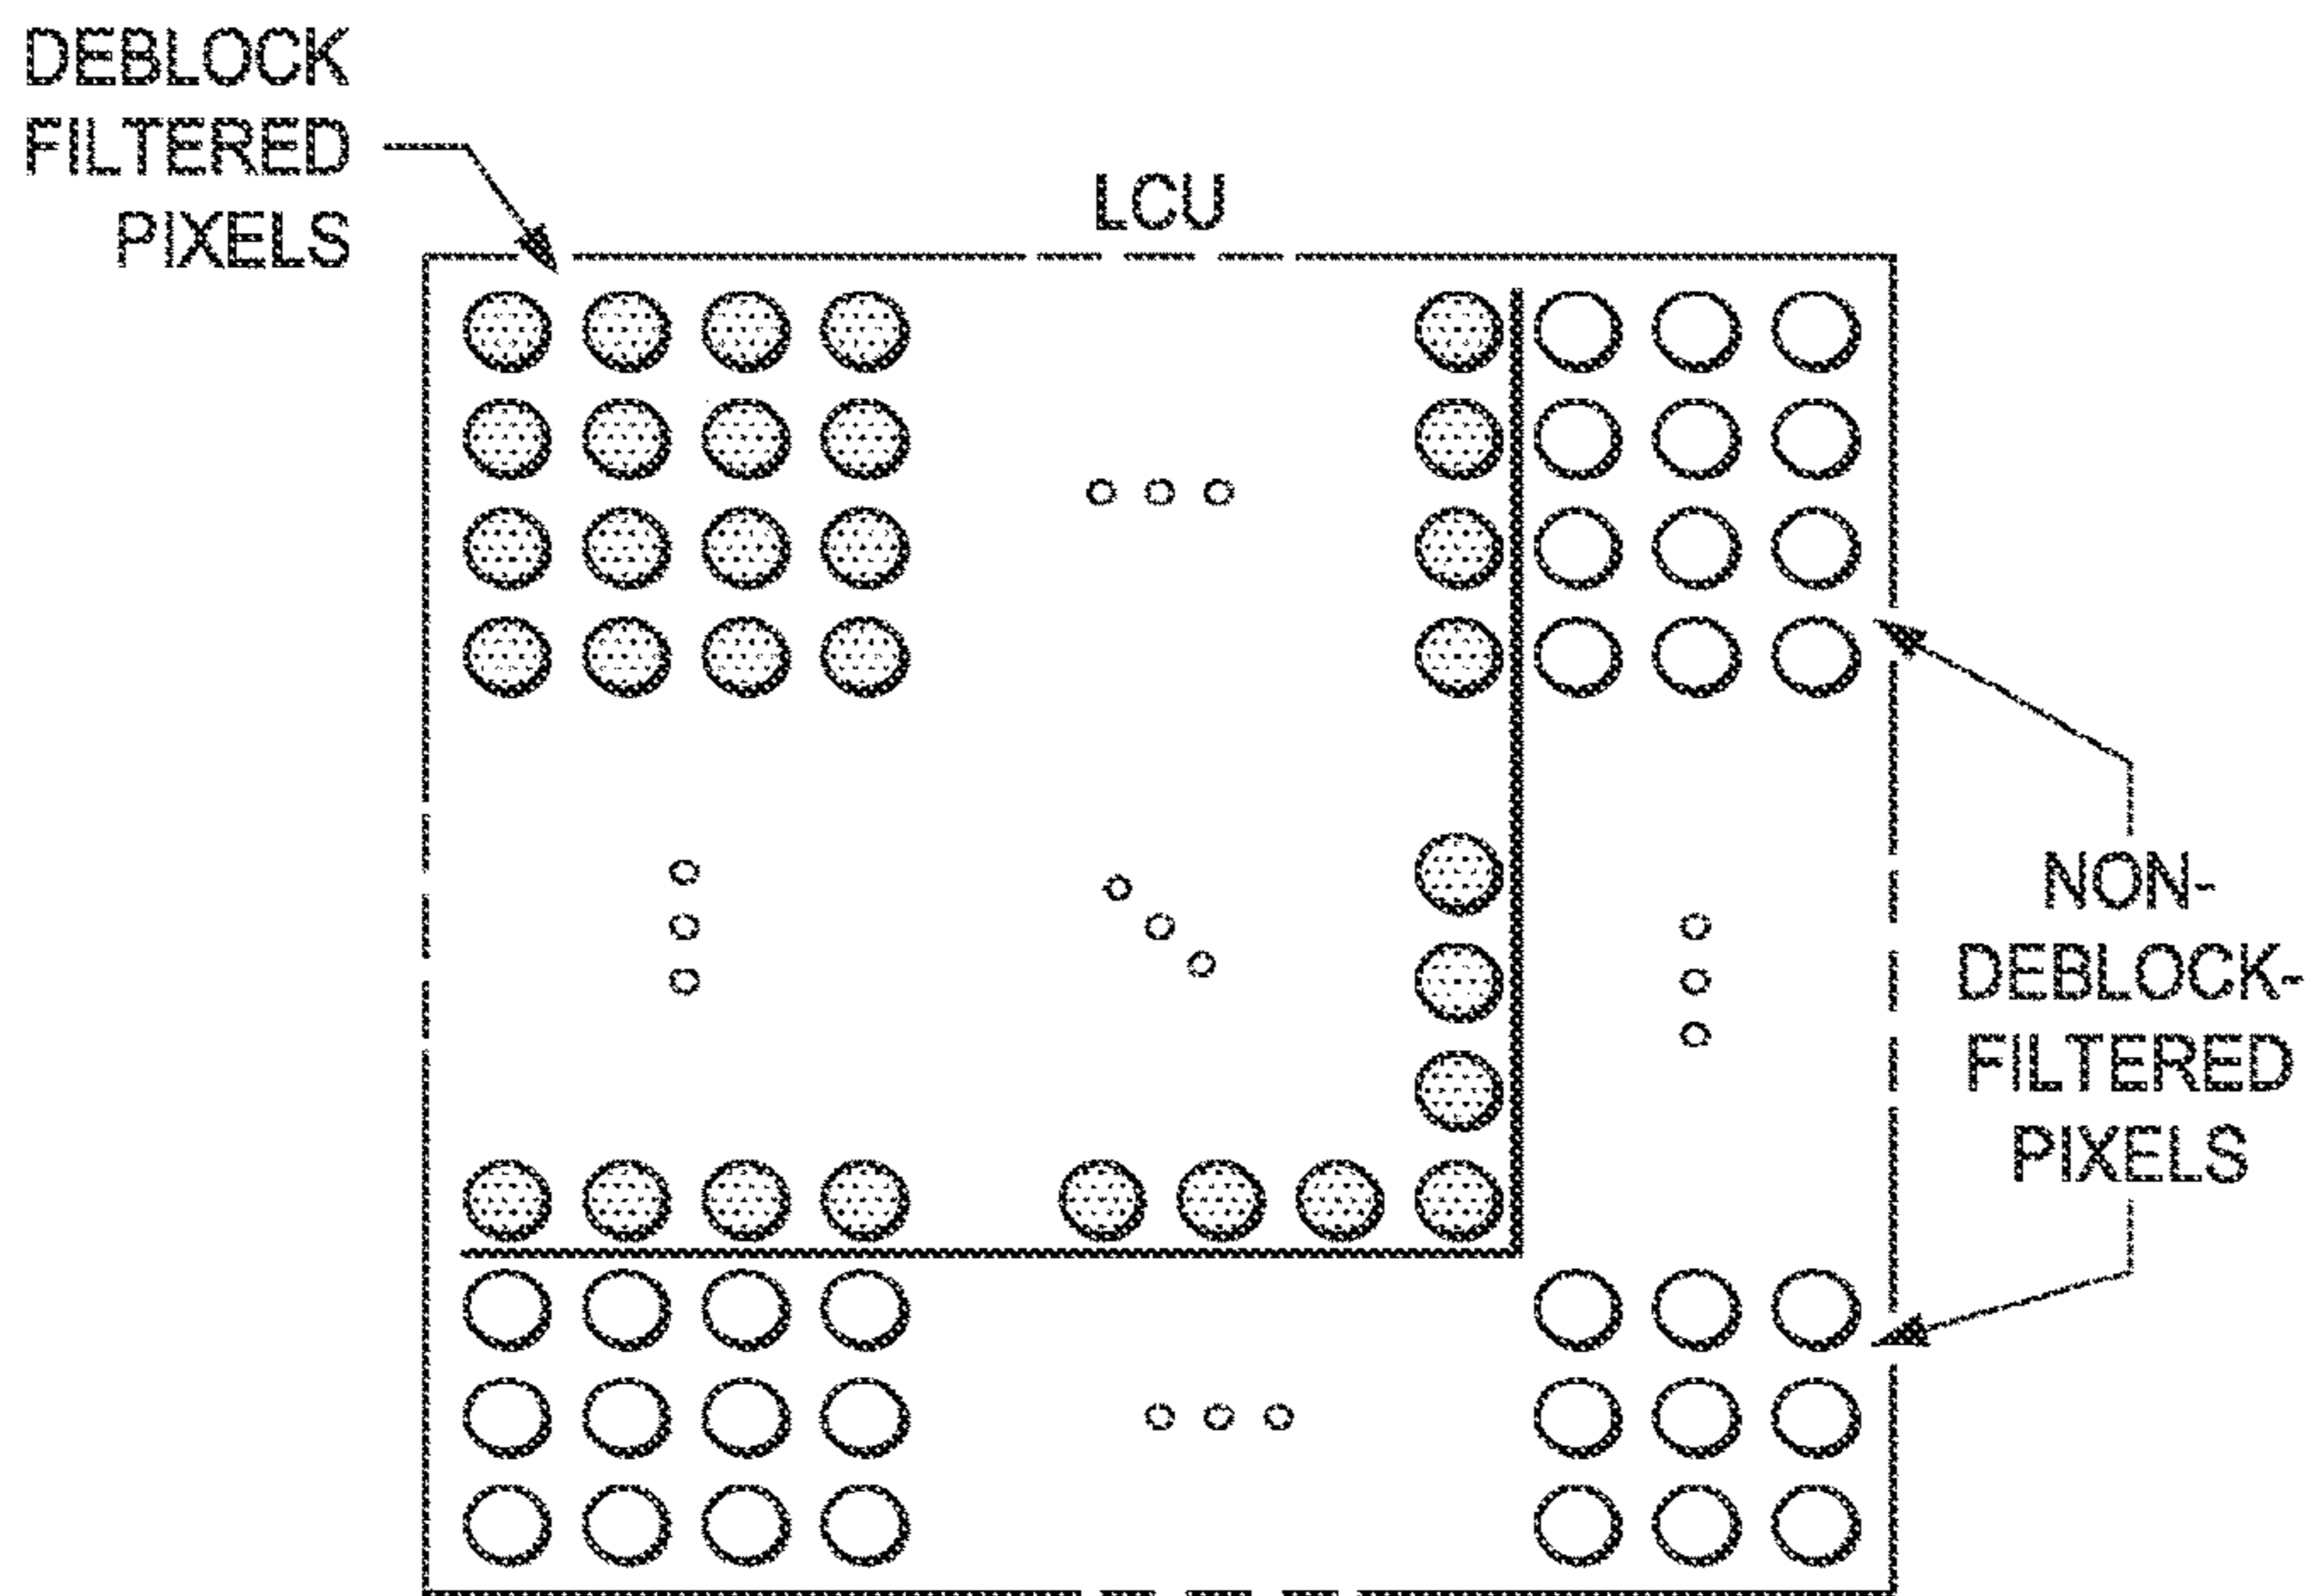 DEBLOCK
FILTERED
PIXELS
LCU
NON-
DEBLOCK-
FILTERED
PIXELS